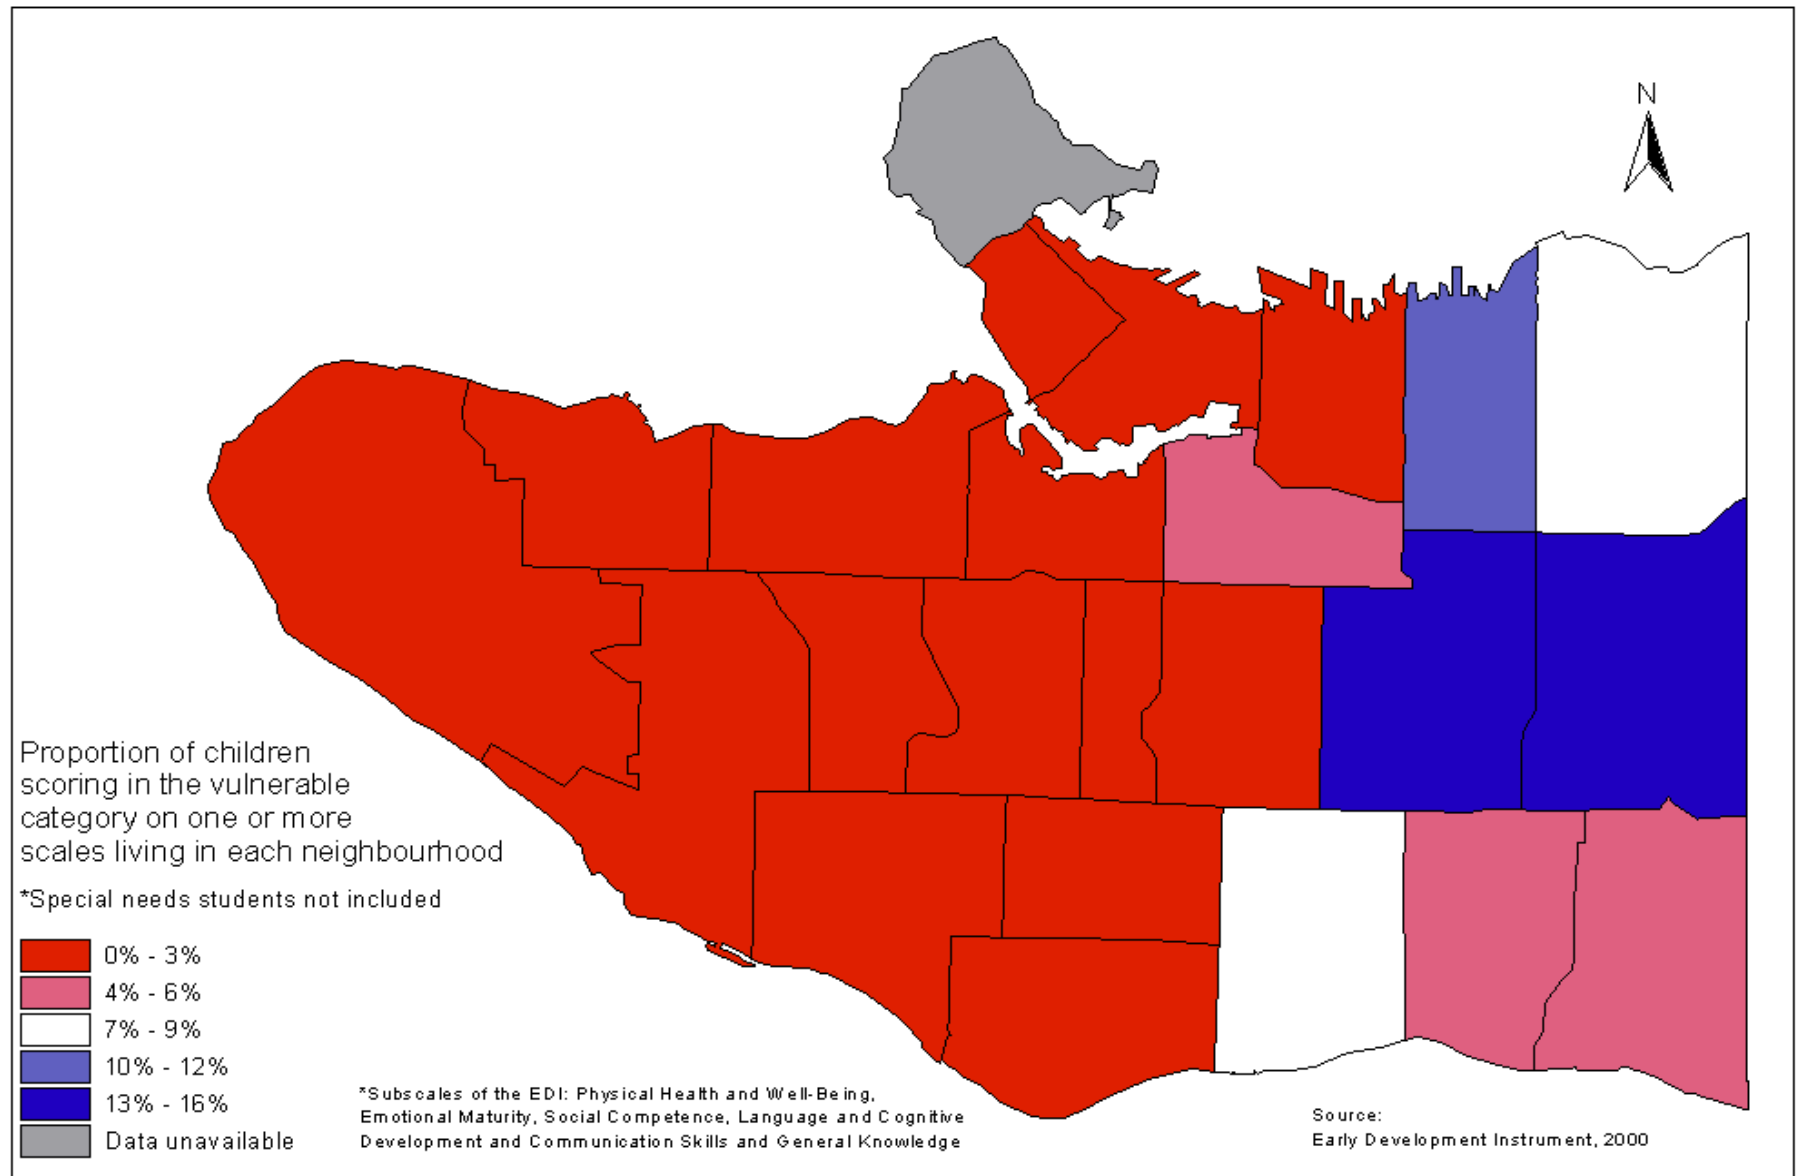 N
Proportion of children
scoring in the vulnerable
category on one or more
scales living in each neighbourhood
*Special needs students not included
0% - 3%
4% - 6%
7% - 9%
10% - 12%
13% - 16%
Data unavailable
*Subscales of the EDI: Physical Health and Well-Being,
Emotional Maturity, Social Competence, Language and Cognitive
Development and Communication Skills and General Knowledge
Source:
Early Development Instrument, 2000